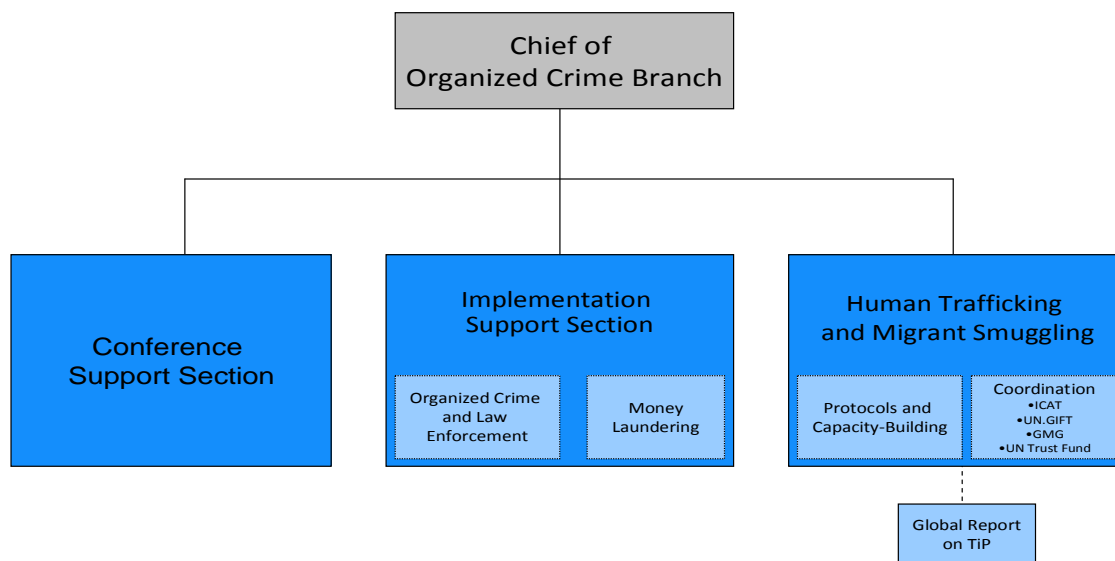 Chief of
Organized Crime Branch
Conference
Support Section
Implementation
Support Section
Organized Crime
and Law
Enforcement
Money
Laundering
Human Trafficking
and Migrant Smuggling
Protocols and
Capacity-Building
Coordination
•ICAT
•UN.GIFT
•GMG
•UN Trust Fund
Global Report
on TiP